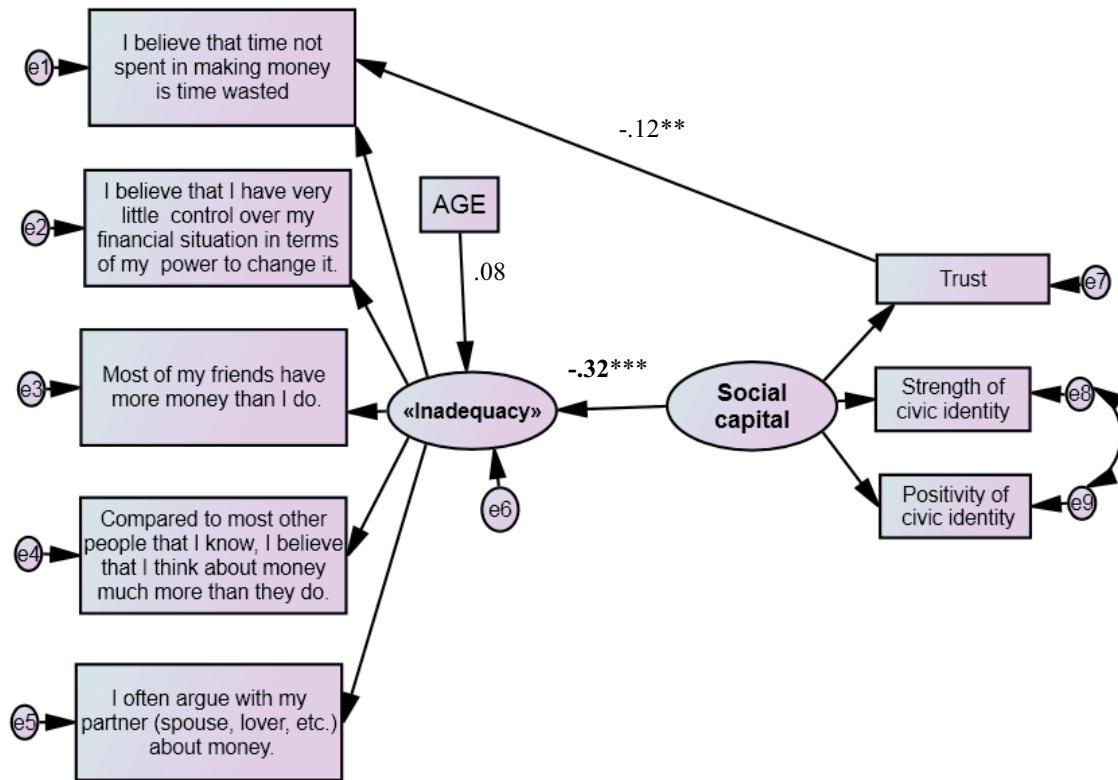 e1
I believe that time not
spent in making money
is time wasted
-.12**
e2
I believe that I have very
little control over my
financial situation in terms
of my power to change it.
AGE
.08
Trust
e7
e3
Most of my friends have
more money than I do.
«Inadequacy»
-.32***
Social
capital
Strength of
civic identity
e8
e6
Positivity of
civic identity
e9
e4
Compared to most other
people that I know, I believe
that I think about money
much more than they do.
e5
I often argue with my
partner (spouse, lover, etc.)
about money.